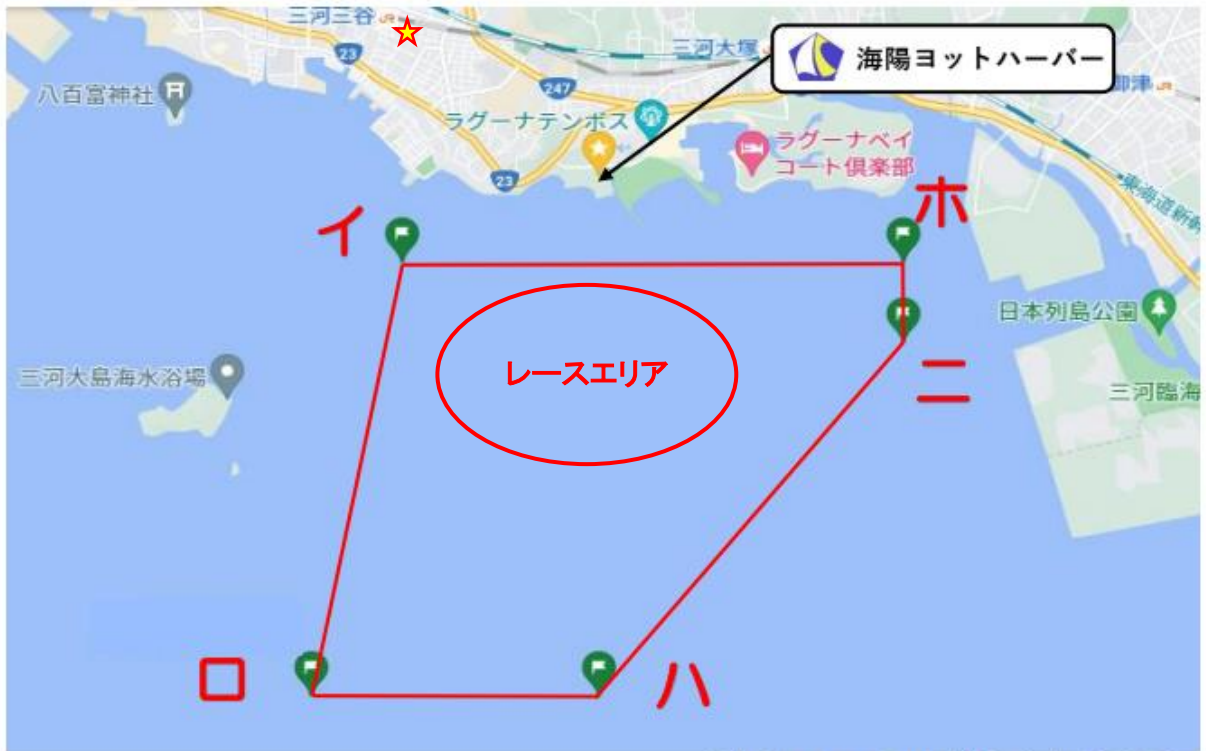 三河三谷 JR
23
三河大塚
海陽ヨットハーバー
247
御津 JR
八百富神社
ラグーナテンボス
ラグーナベイ
コート倶楽部
23
東海道新幹
イ
ホ
日本列島公園
レースエリア
三河大島海水浴場
ニ
三河臨海
ロ
ハ